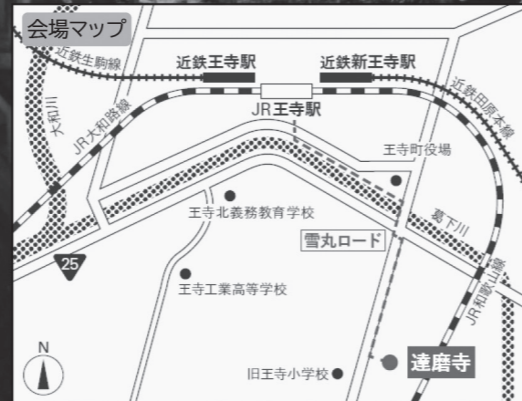 会場マップ
近鉄生駒線
近鉄王寺駅
近鉄新王寺駅
近鉄田原本線
大和川
JR大和路線
JR王寺駅
王寺町役場
王寺北義務教育学校
葛下川
雪丸ロード
25
王寺工業高等学校
JR和歌山線
N
旧王寺小学校
達磨寺